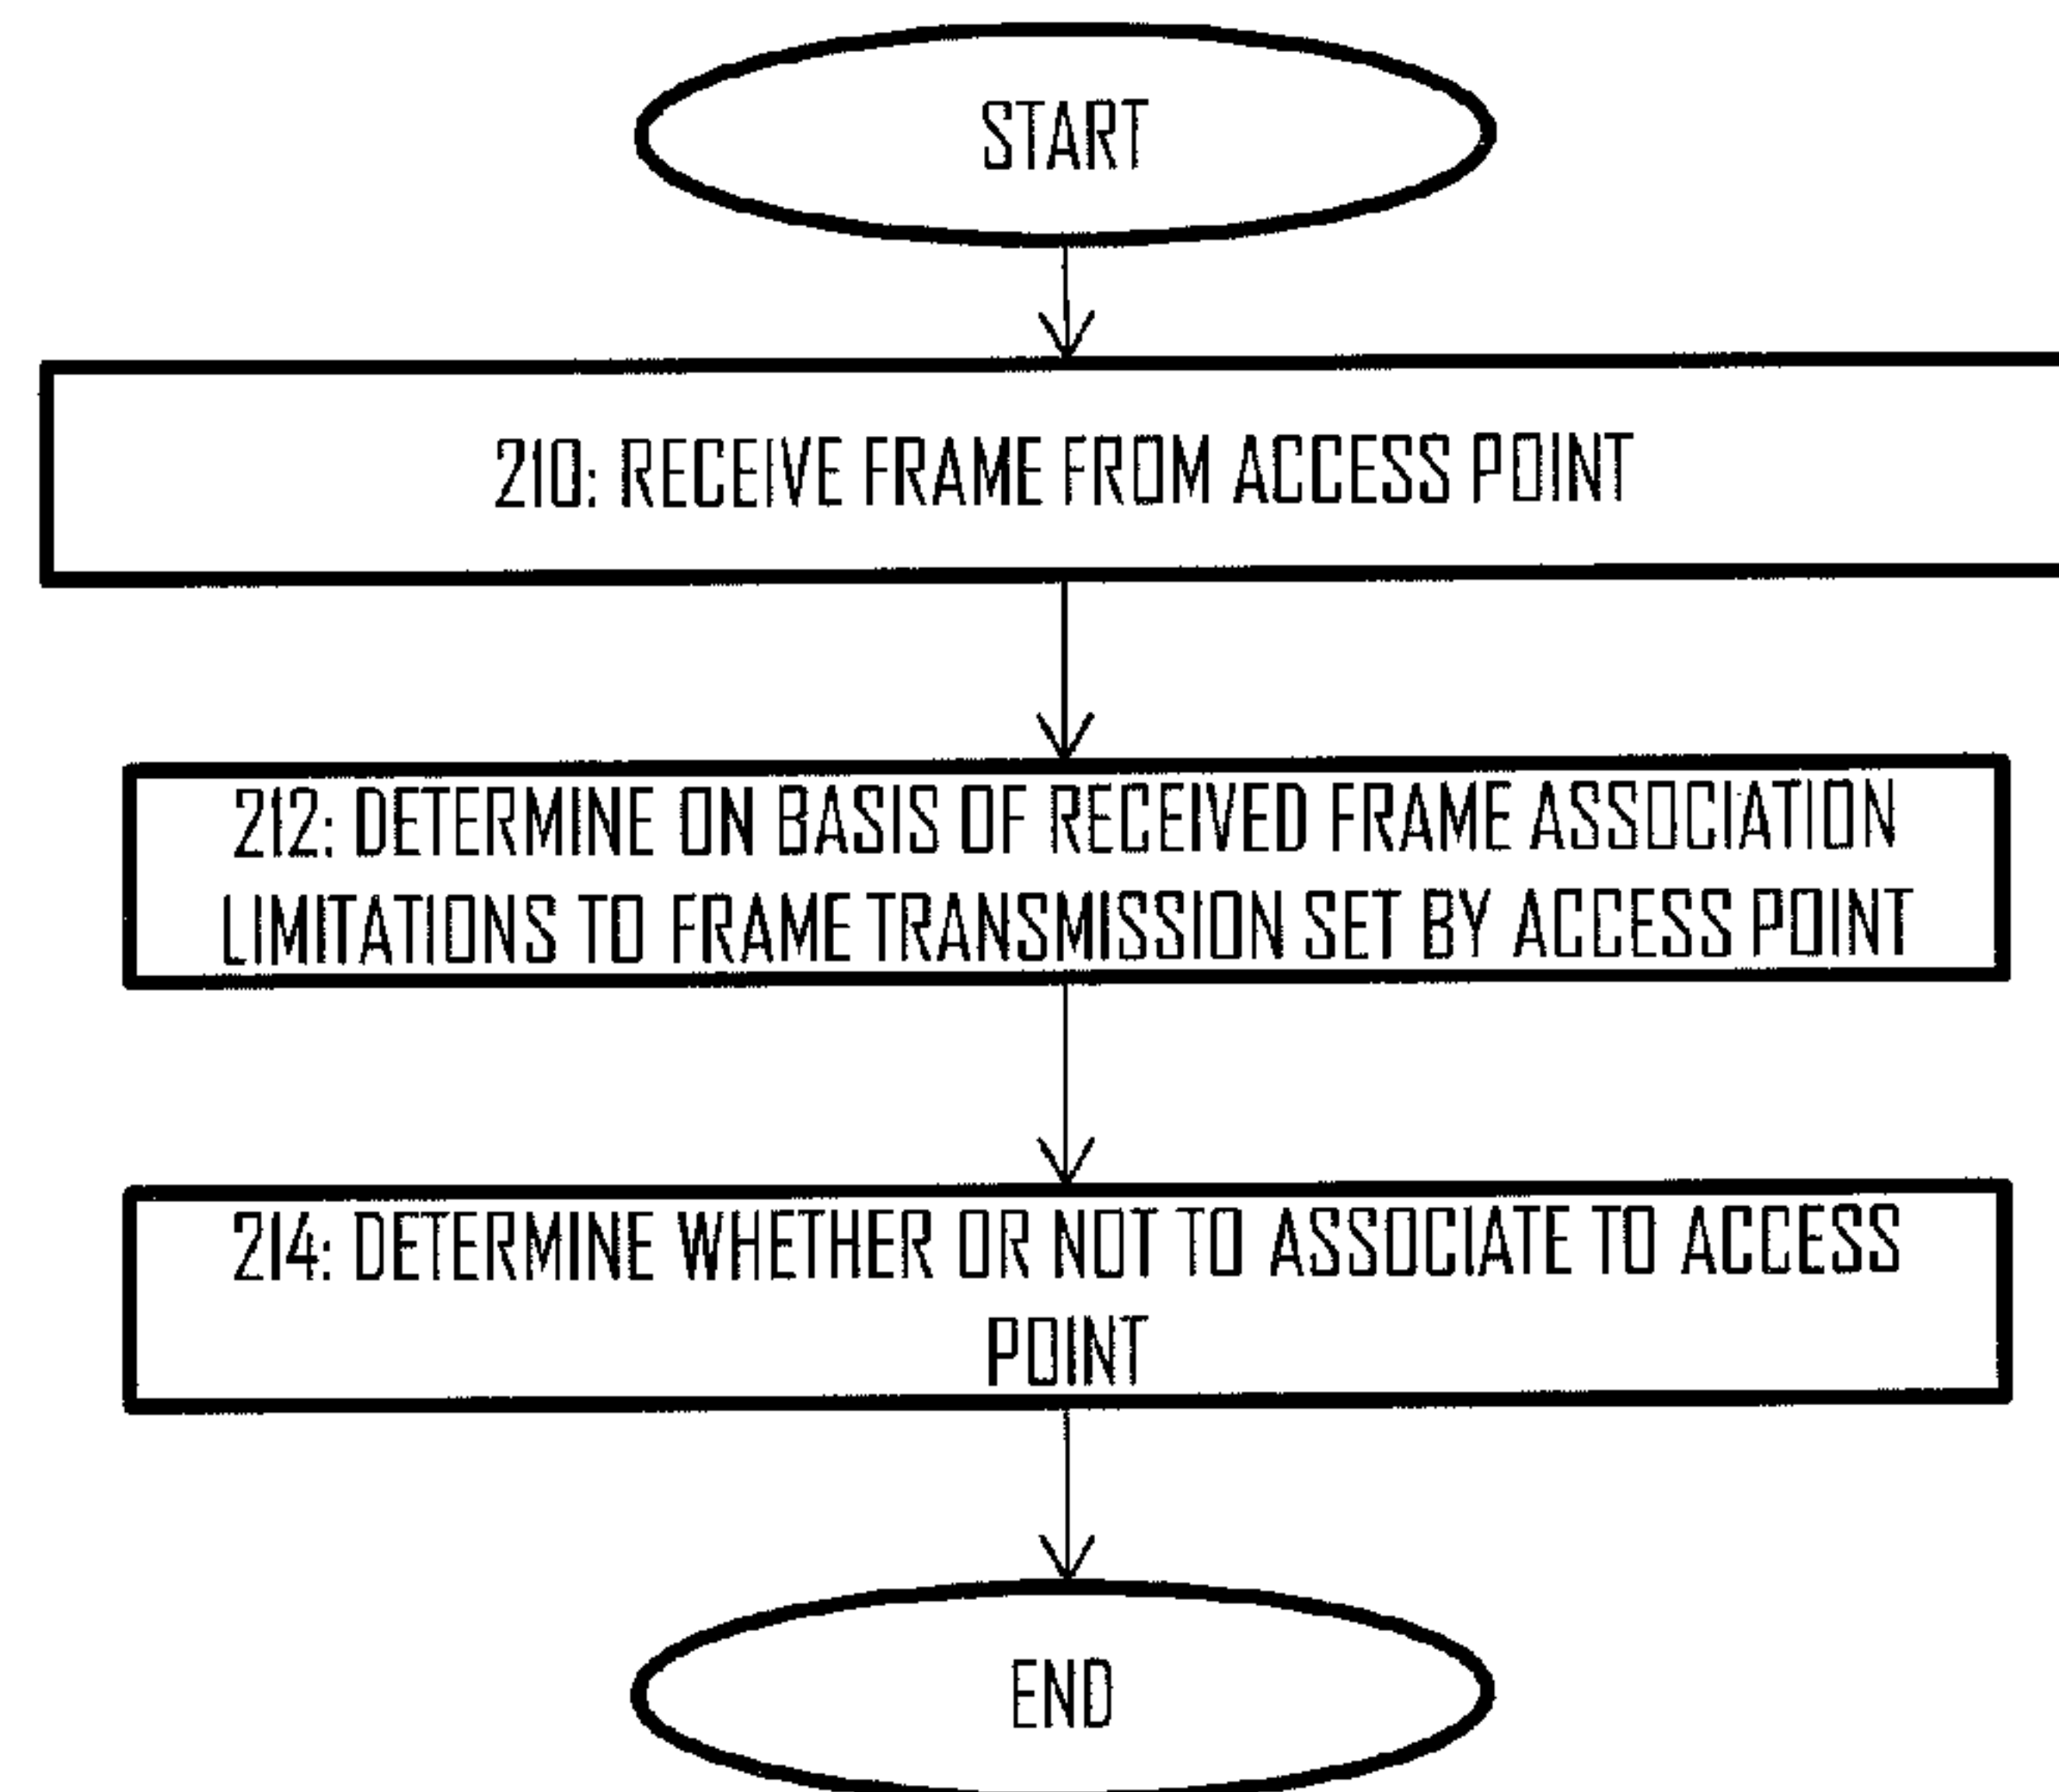 START
210: RECEIVE FRAME FROM ACCESS POINT
212: DETERMINE ON BASIS OF RECEIVED FRAME ASSOCIATION
LIMITATIONS TO FRAME TRANSMISSION SET BY ACCESS POINT
214: DETERMINE WHETHER OR NOT TO ASSOCIATE TO ACCESS
POINT
END